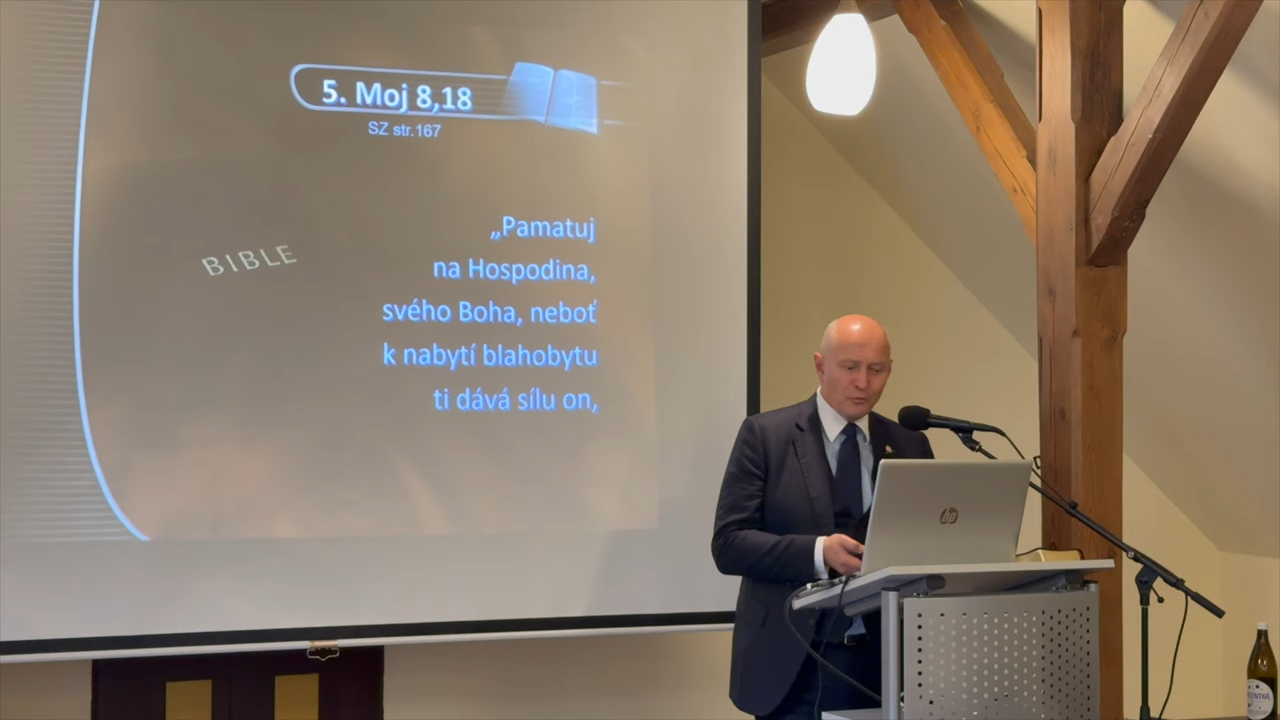 5. Moj 8,18
SZ str.167
BIBLE
„Pamatuj
na Hospodina,
svého Boha, neboť
k nabytí blahobytu
ti dává sílu on,
hp